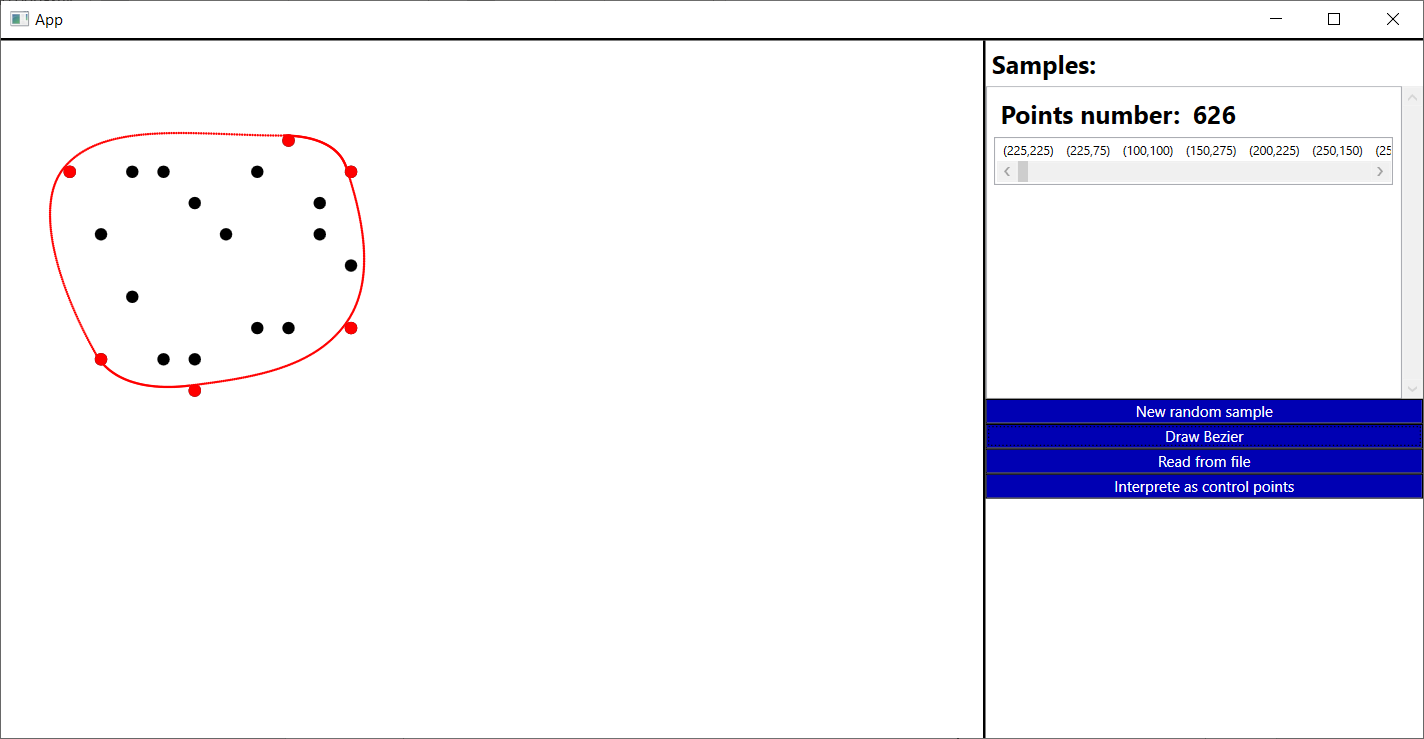 App
Samples:
Points number: 626
(225,225) (225,75) (100,100) (150,275) (200,225) (250,150) (25
New random sample
Draw Bezier
Read from file
Interprete as control points